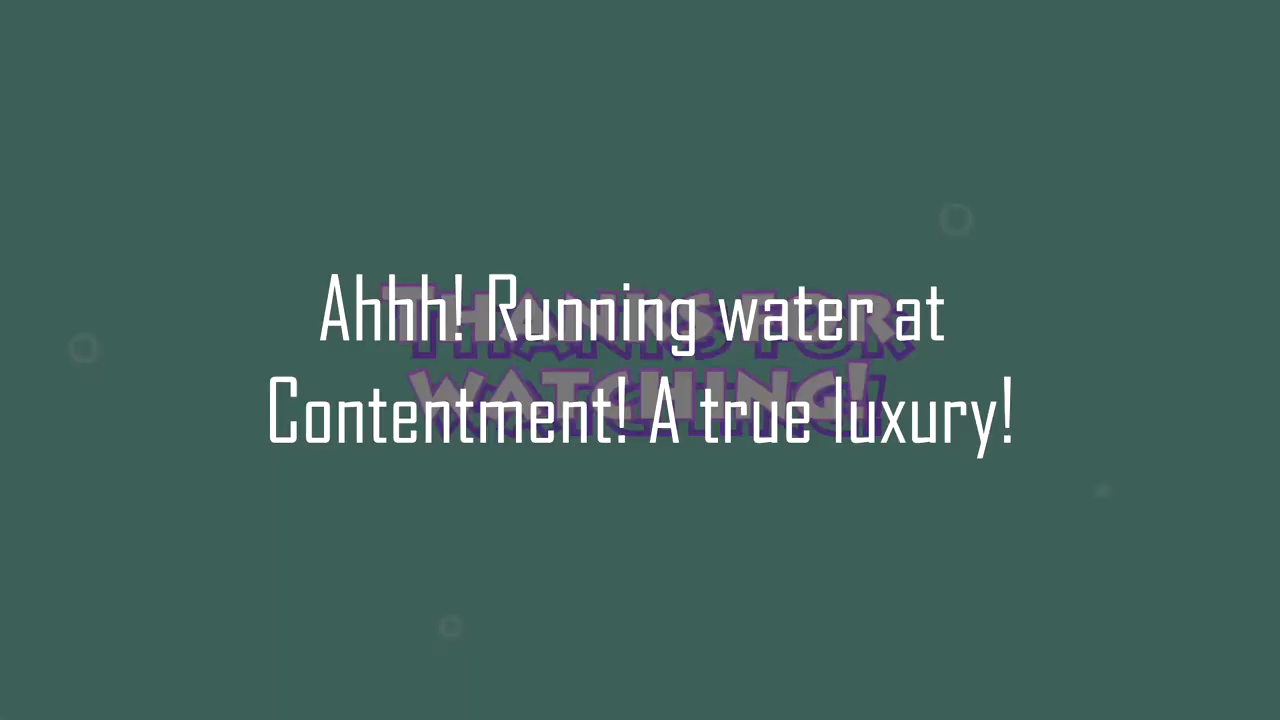 Ahhh! Running water at
Contentment! A true luxury!
THANKS FOR
WATCHING!